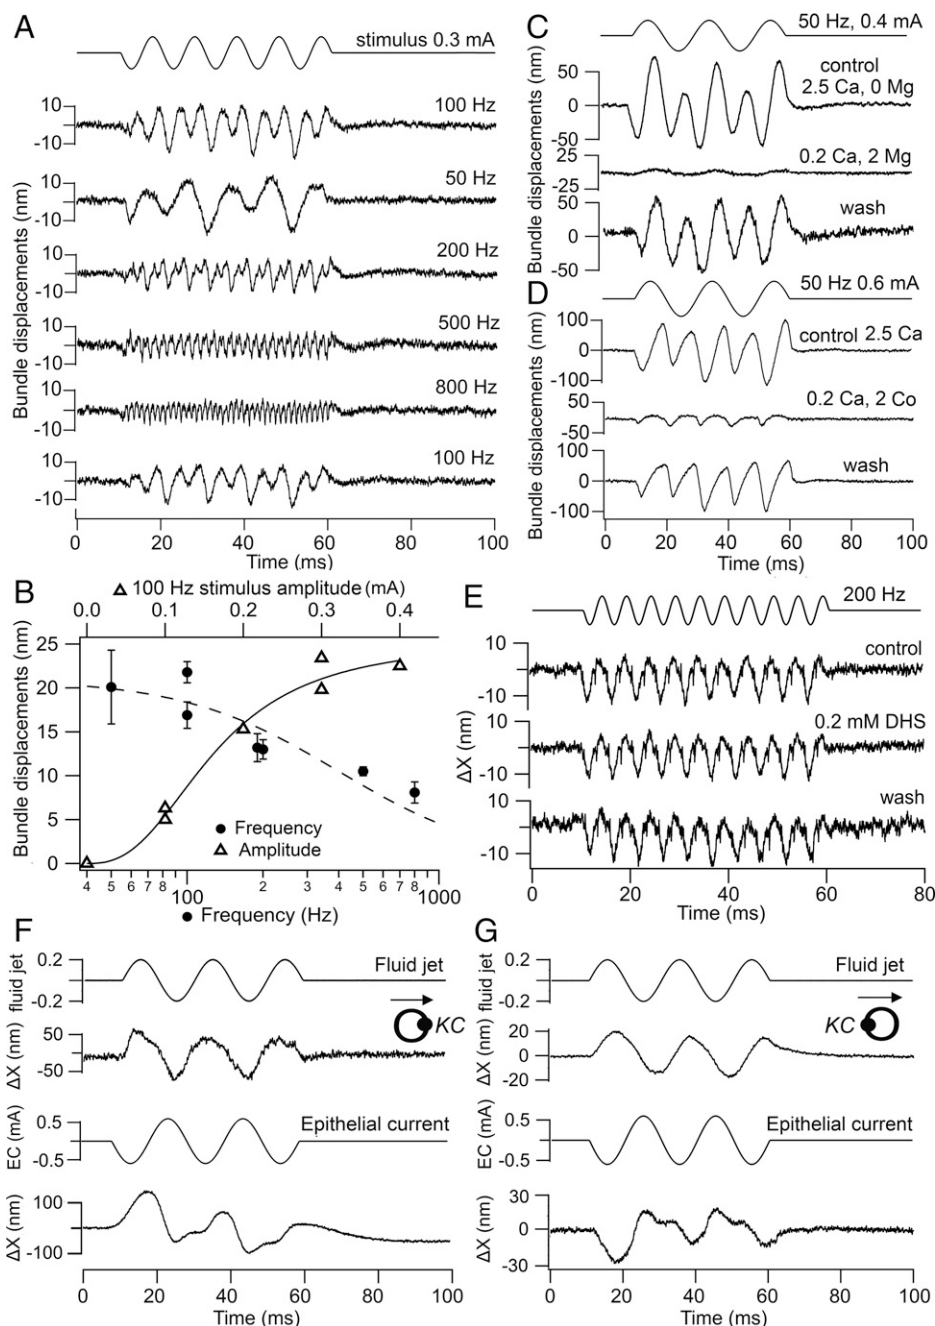 A
stimulus 0.3 mA
Bundle displacements (nm)
10
-10
100 Hz
10
-10
50 Hz
10
-10
200 Hz
10
-10
500 Hz
10
-10
800 Hz
10
-10
100 Hz
0 20 40 60 80 100
Time (ms)
C
50 Hz, 0.4 mA
Bundle displacements (nm)
50
0
-50
control
2.5 Ca, 0 Mg
25
-25
0.2 Ca, 2 Mg
50
0
-50
wash
D
50 Hz 0.6 mA
Bundle displacements (nm)
100
0
-100
control 2.5 Ca
50
-50
0.2 Ca, 2 Co
100
0
-100
wash
0 20 40 60 80 100
Time (ms)
B
100 Hz stimulus amplitude (mA)
0.0 0.1 0.2 0.3 0.4
Bundle displacements (nm)
25
20
15
10
5
0
Frequency
Amplitude
4 5 6 7 8 2 3 4 5 6 7 8
100 1000
Frequency (Hz)
E
200 Hz
ΔX (nm)
10
-10
control
10
-10
0.2 mM DHS
10
-10
wash
0 20 40 60 80
Time (ms)
F
fluid jet
0.2
-0.2
Fluid jet
KC
ΔX (nm)
50
-50
EC (mA)
0.5
-0.5
Epithelial current
ΔX (nm)
100
-100
0 20 40 60 80 100
Time (ms)
G
fluid jet
0.2
-0.2
Fluid jet
KC
ΔX (nm)
20
-20
EC (mA)
0.5
-0.5
Epithelial current
ΔX (nm)
30
0
-30
0 20 40 60 80 100
Time (ms)